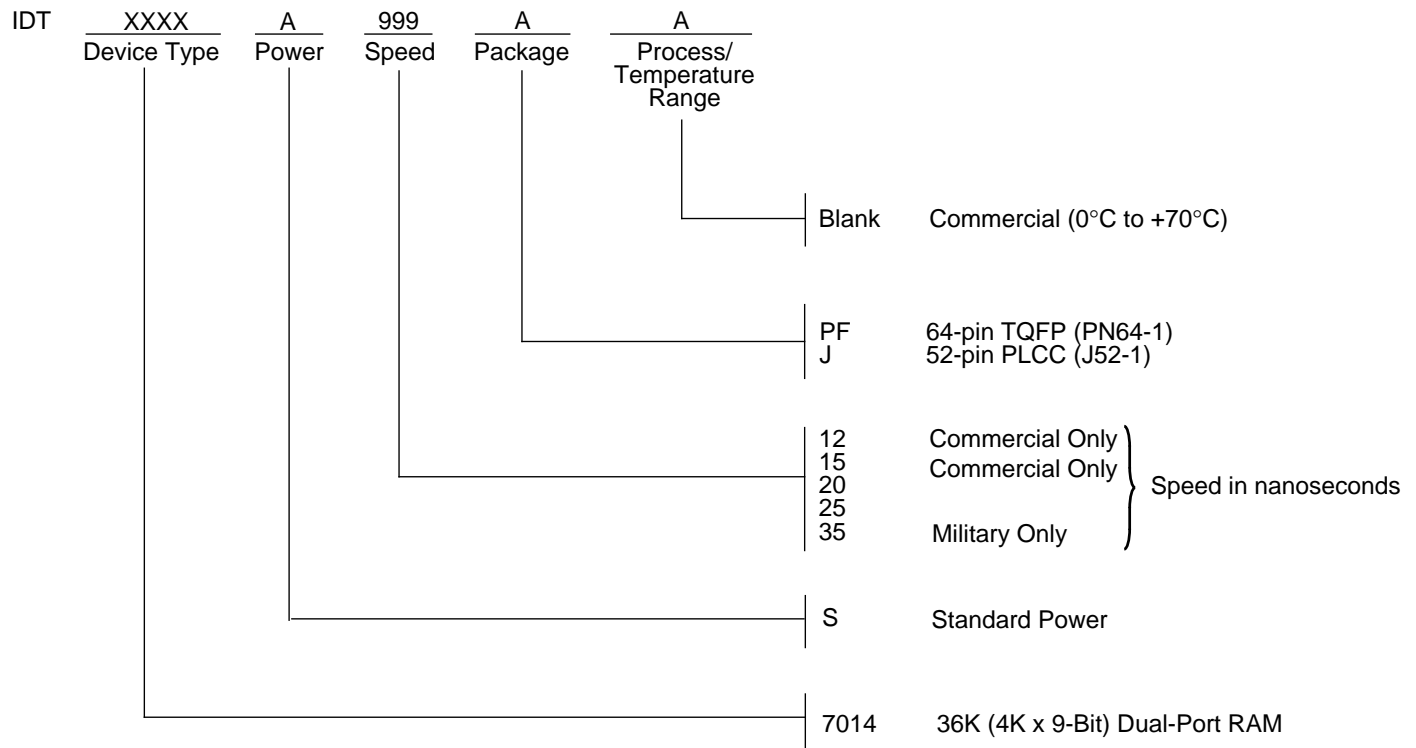 IDT XXXX A 999 A A
Device Type Power Speed Package Process/
Temperature
Range
Blank Commercial (0°C to +70°C)
PF 64-pin TQFP (PN64-1)
J 52-pin PLCC (J52-1)
12 Commercial Only
15 Commercial Only
20
25
35 Military Only
Speed in nanoseconds
S Standard Power
7014 36K (4K x 9-Bit) Dual-Port RAM